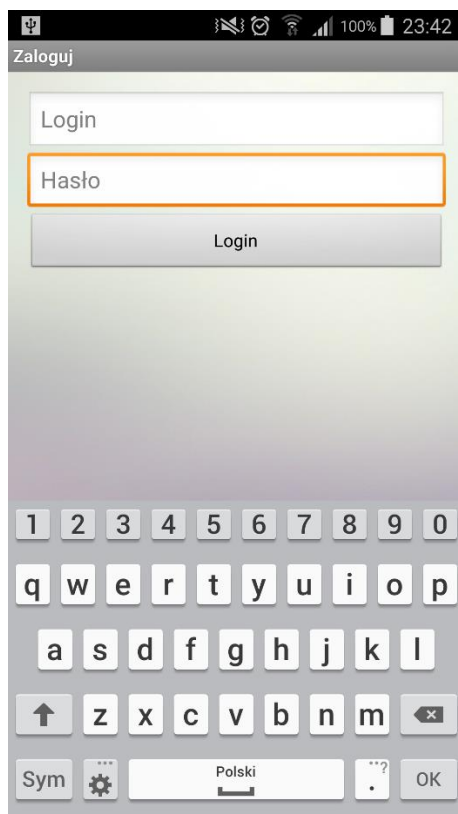 100% 23:42
Zaloguj
Login
Hasło
Login
1 2 3 4 5 6 7 8 9 0
q w e r t y u i o p
a s d f g h j k l
z x c v b n m
Sym Polski . ...? OK